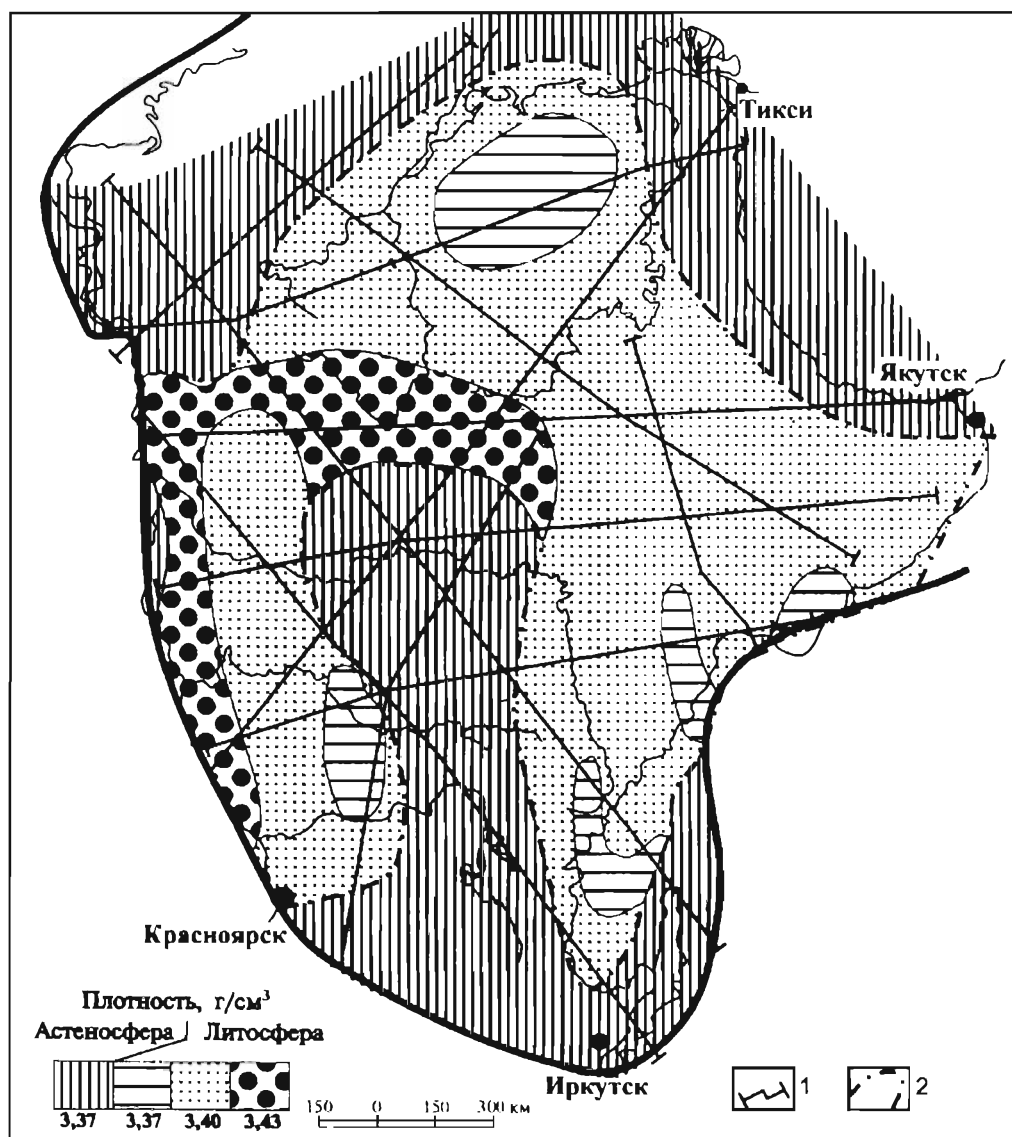 Тикси
Якутск
Красноярск
Иркутск
Плотность, г/см³
Астеносфера Литосфера
3,37 3,37 3,40 3,43
150 0 150 300 км
1 2